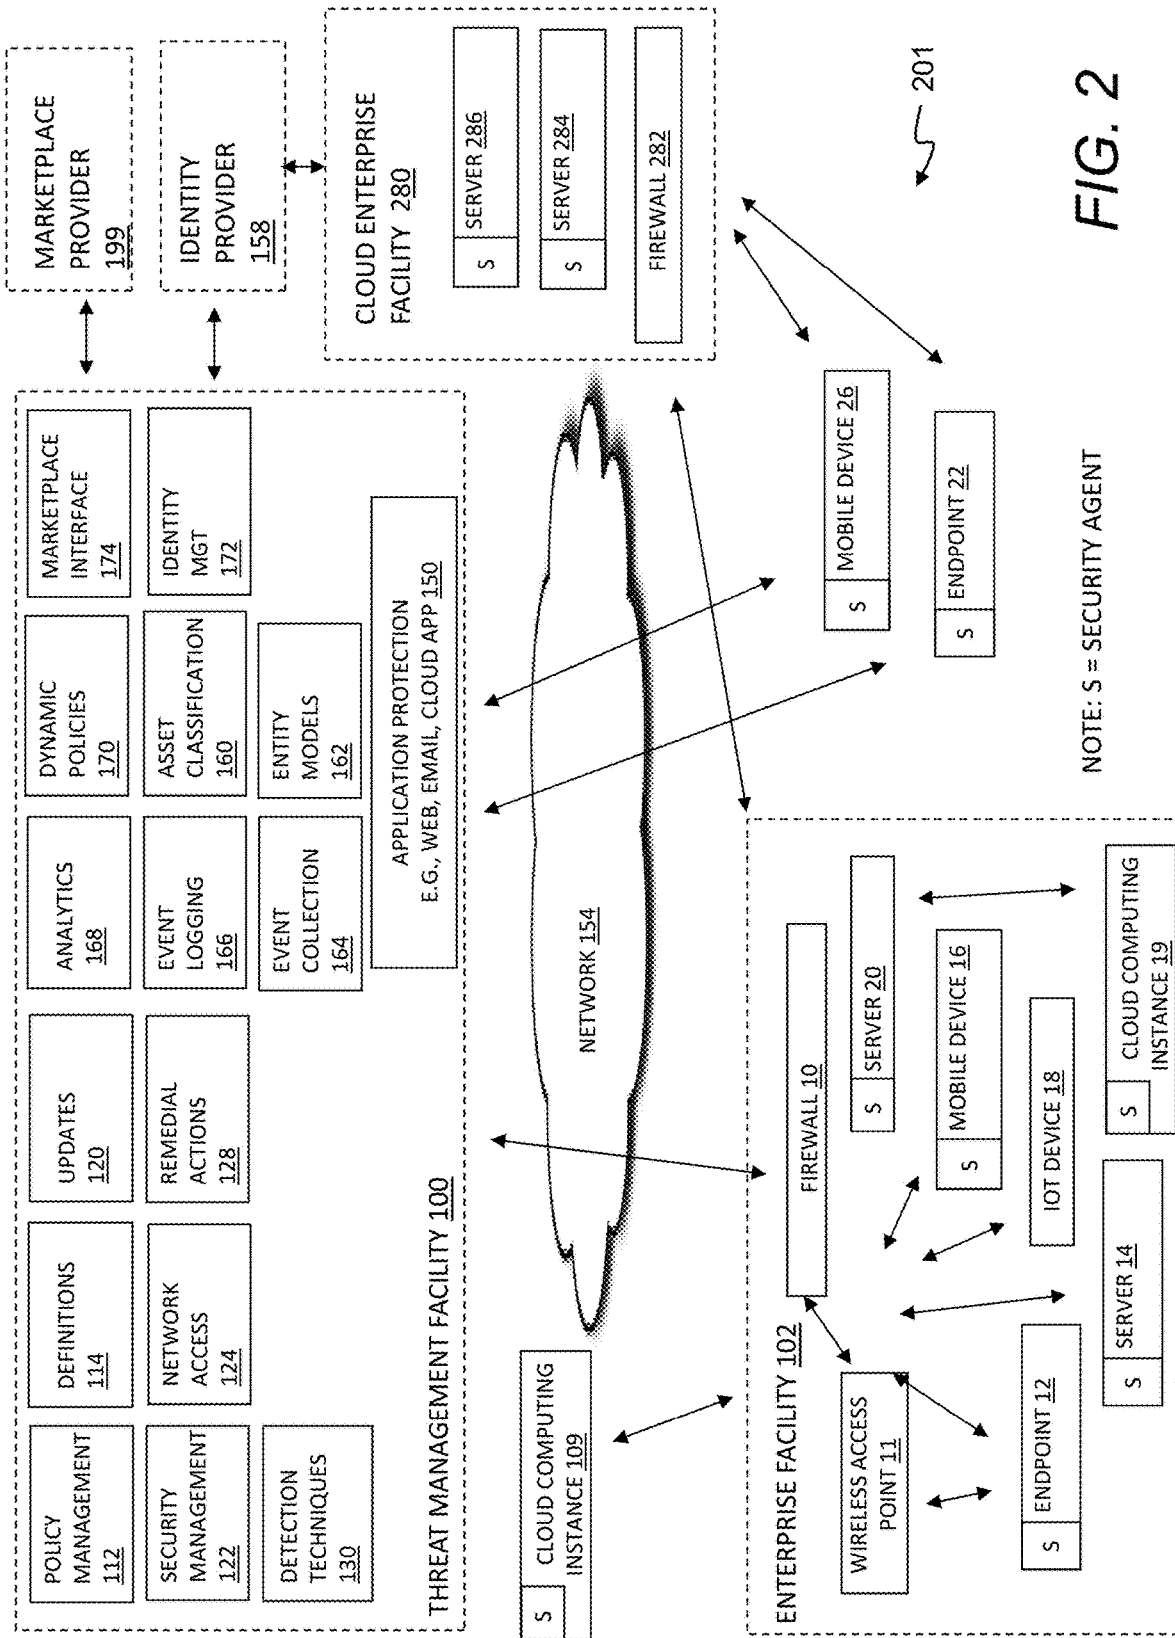 POLICY
MANAGEMENT
112
DEFINITIONS
114
UPDATES
120
ANALYTICS
168
DYNAMIC
POLICIES
170
MARKETPLACE
INTERFACE
174
MARKETPLACE
PROVIDER
199
SECURITY
MANAGEMENT
122
NETWORK
ACCESS
124
REMEDIAL
ACTIONS
128
EVENT
LOGGING
166
ASSET
CLASSIFICATION
160
IDENTITY
MGT
172
IDENTITY
PROVIDER
158
DETECTION
TECHNIQUES
130
EVENT
COLLECTION
164
ENTITY
MODELS
162
APPLICATION PROTECTION
E.G., WEB, EMAIL, CLOUD APP 150
THREAT MANAGEMENT FACILITY 100
CLOUD ENTERPRISE
FACILITY 280
S SERVER 286
S SERVER 284
FIREWALL 282
S CLOUD COMPUTING
INSTANCE 109
NETWORK 154
ENTERPRISE FACILITY 102
FIREWALL 10
WIRELESS ACCESS
POINT 11
S SERVER 20
S MOBILE DEVICE 16
IOT DEVICE 18
S ENDPOINT 12
S SERVER 14
S CLOUD COMPUTING
INSTANCE 19
S MOBILE DEVICE 26
S ENDPOINT 22
201
NOTE: S = SECURITY AGENT
FIG. 2